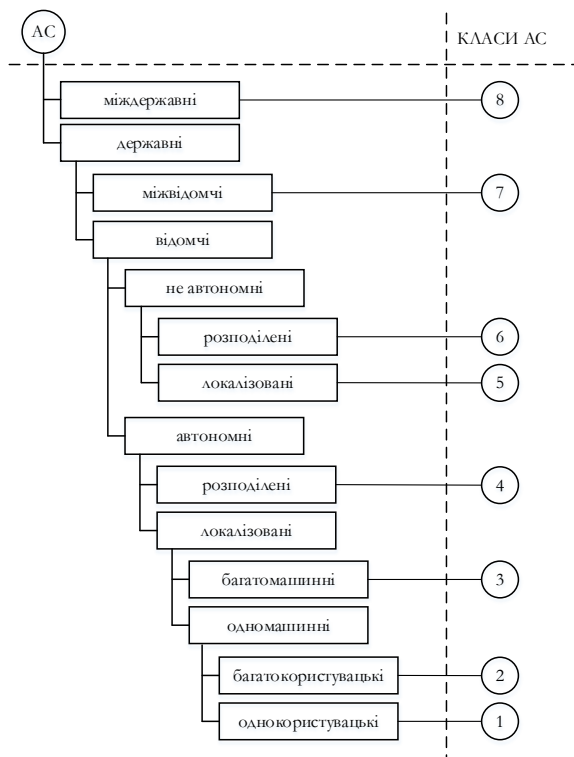 АС
КЛАСИ АС
міждержавні
8
державні
міжвідомчі
7
відомчі
не автономні
розподілені
6
локалізовані
5
автономні
розподілені
4
локалізовані
багатомашинні
3
одномашинні
багатокористувацькі
2
однокористувацькі
1